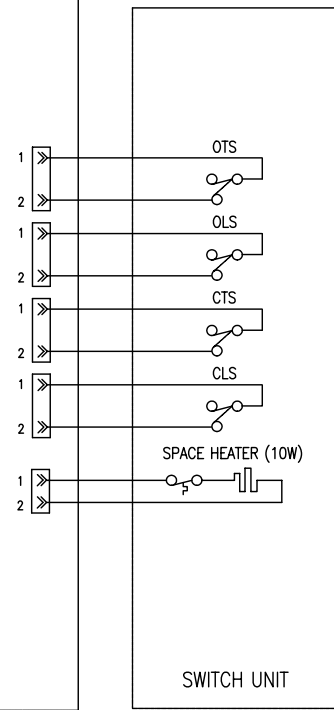 OTS
1
2
OLS
1
2
CTS
1
2
CLS
1
2
SPACE HEATER (10W)
1
2
SWITCH UNIT